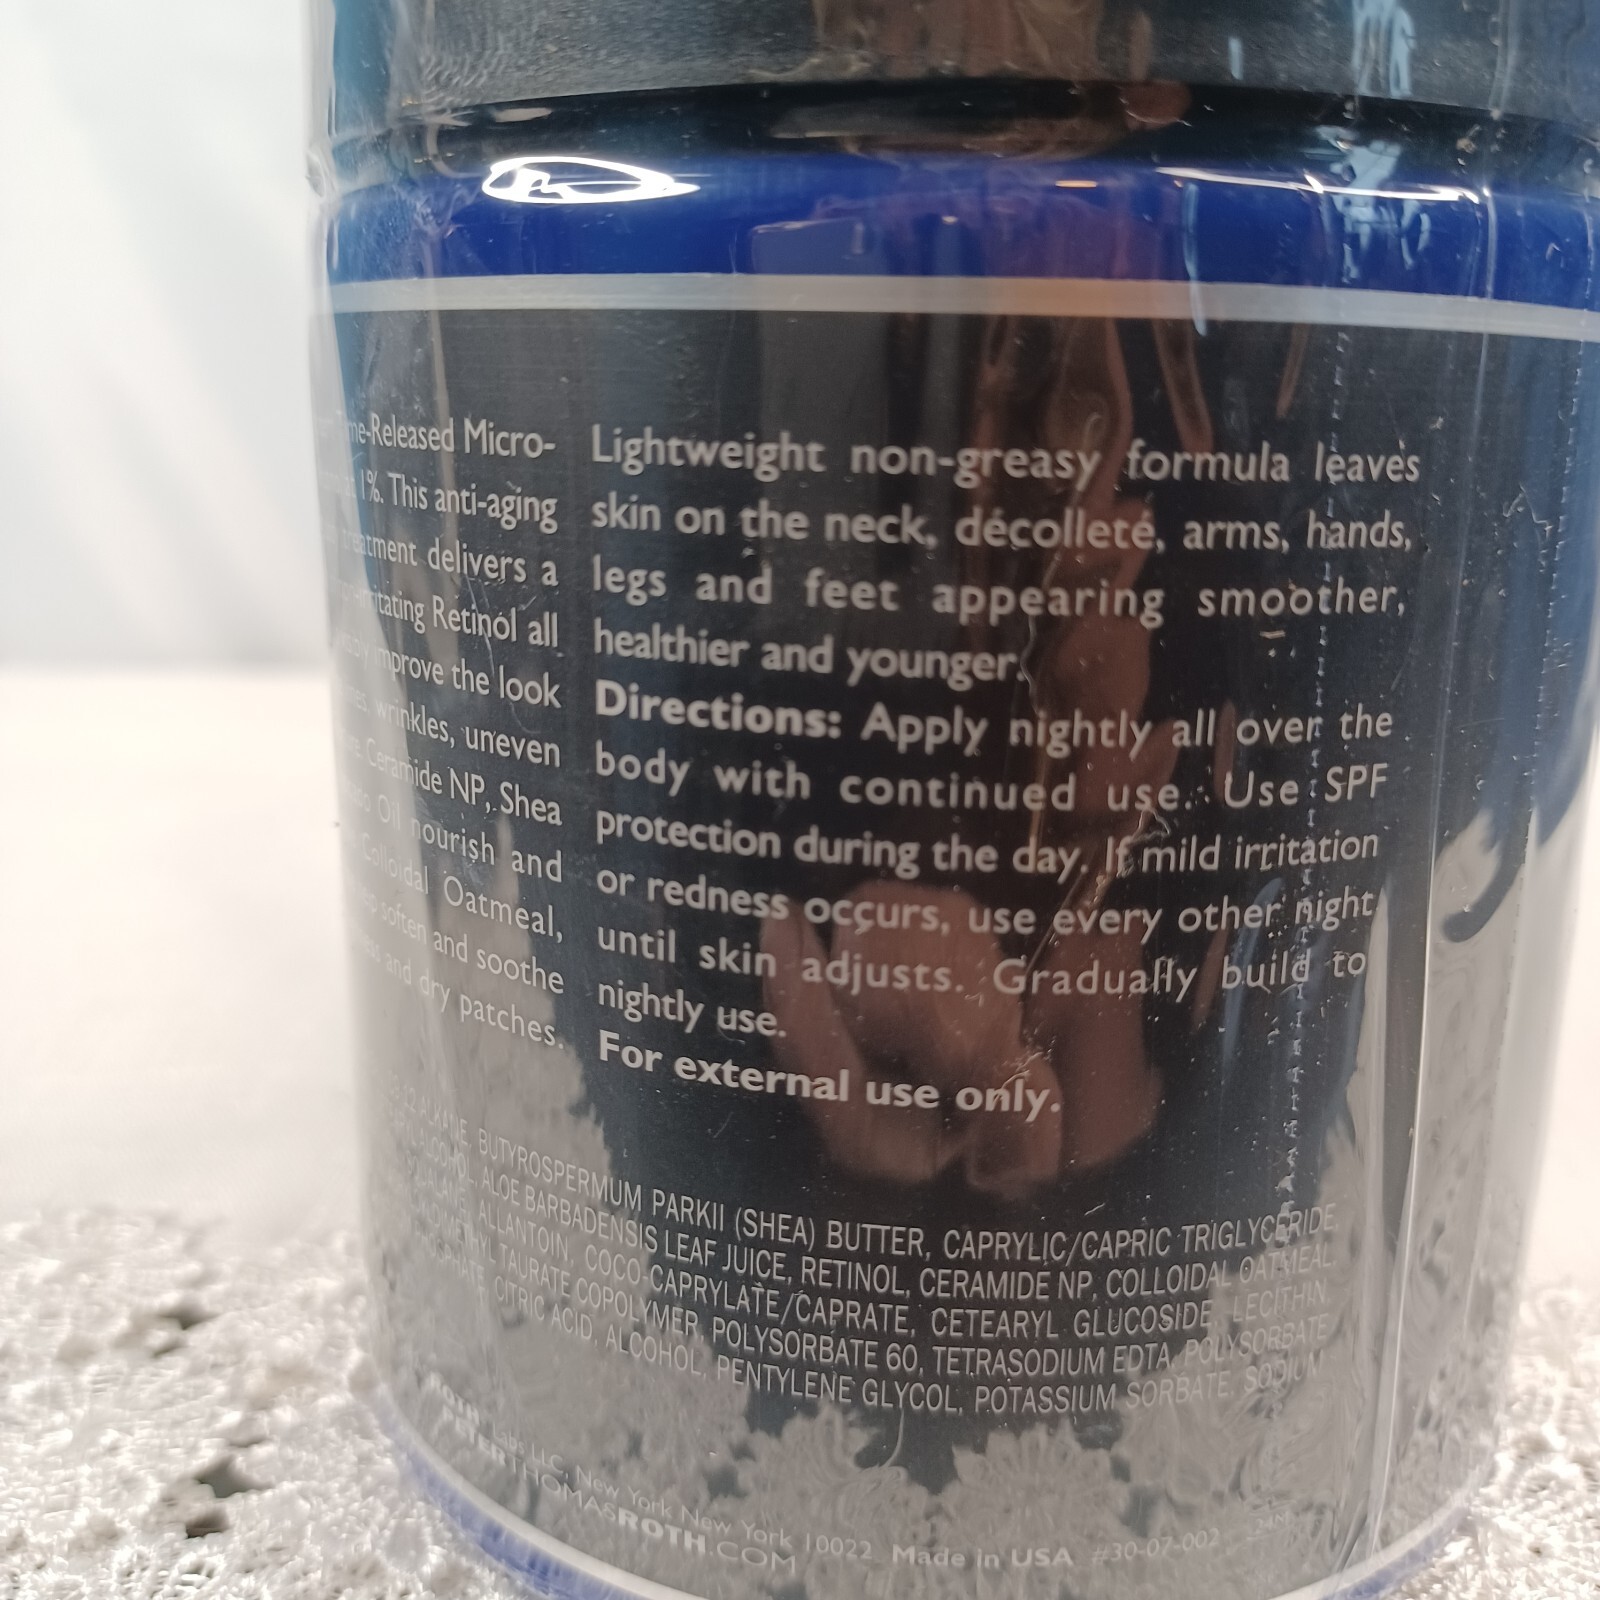 Time-Released Micro-
1%. This anti-aging
treatment delivers a
Retinol all
improve the look
wrinkles, uneven
Ceramide NP, Shea
Oil nourish and
Colloidal Oatmeal,
soften and soothe
and dry patches.
Lightweight non-greasy formula leaves
skin on the neck, décolleté, arms, hands,
legs and feet appearing smoother,
healthier and younger.
Directions: Apply nightly all over the
body with continued use. Use SPF
protection during the day. If mild irritation
or redness occurs, use every other night
until skin adjusts. Gradually build to
nightly use.
For external use only.
ALKANE, BUTYROSPERMUM PARKII (SHEA) BUTTER, CAPRYLIC/CAPRIC TRIGLYCERIDE,
ALCOHOL, ALOE BARBADENSIS LEAF JUICE, RETINOL, CERAMIDE NP, COLLOIDAL OATMEAL,
ALLANTOIN, COCO-CAPRYLATE/CAPRATE, CETEARYL GLUCOSIDE, LECITHIN,
TAURATE COPOLYMER, POLYSORBATE 60, TETRASODIUM EDTA, POLYSORBATE
CITRIC ACID, ALCOHOL, PENTYLENE GLYCOL, POTASSIUM SORBATE, SODIUM
Labs LLC, New York New York 10022 Made in USA #30-07-002
PETERTHOMASROTH.COM